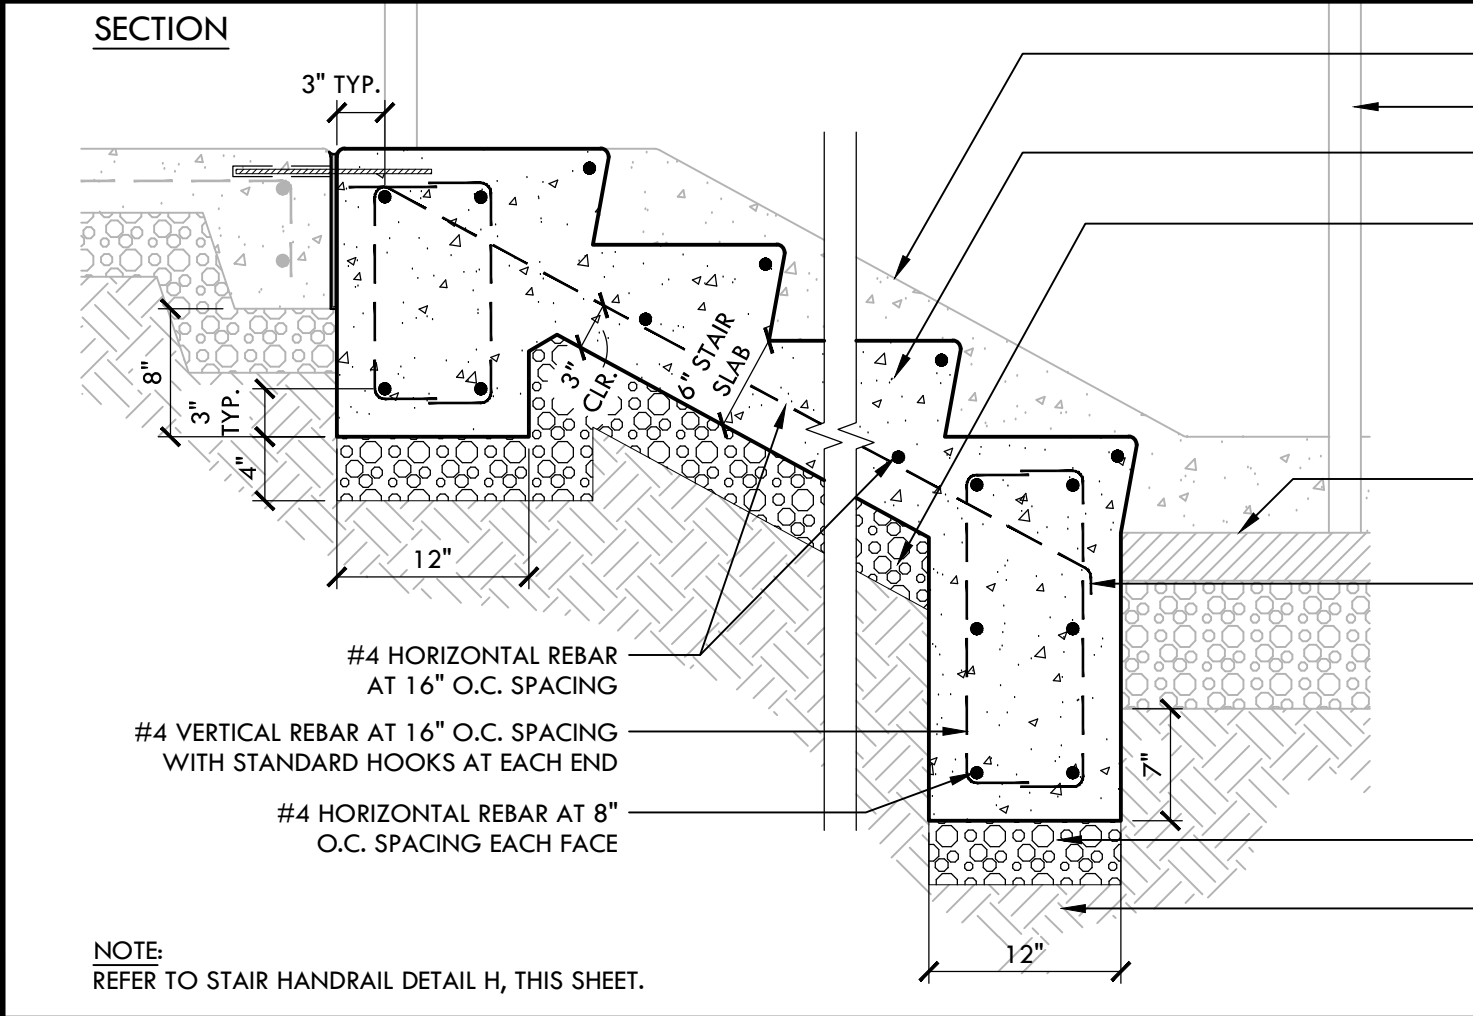 SECTION
3" TYP.
8"
3"
TYP.
4"
12"
3"
CLR.
6" STAIR
SLAB
#4 HORIZONTAL REBAR
AT 16" O.C. SPACING
#4 VERTICAL REBAR AT 16" O.C. SPACING
WITH STANDARD HOOKS AT EACH END
#4 HORIZONTAL REBAR AT 8"
O.C. SPACING EACH FACE
7"
12"
NOTE:
REFER TO STAIR HANDRAIL DETAIL H, THIS SHEET.